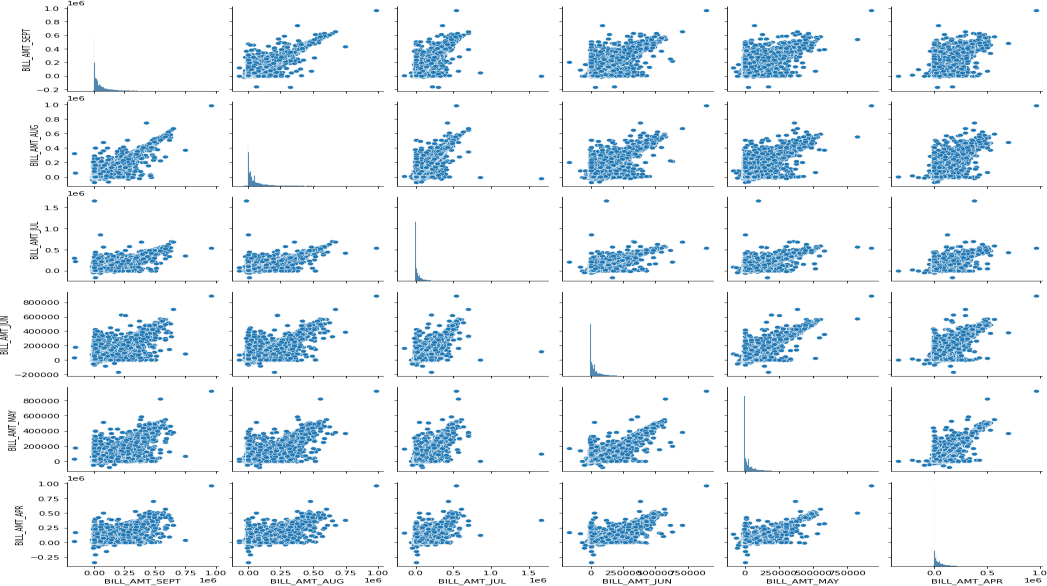 1e6
1.0
0.8
0.6
0.4
0.2
0.0
−0.2
BILL_AMT_SEPT
1e6
1.0
0.8
0.6
0.4
0.2
0.0
BILL_AMT_AUG
1e6
1.5
1.0
0.5
0.0
BILL_AMT_JUL
800000
600000
400000
200000
0
−200000
BILL_AMT_JUN
800000
600000
400000
200000
0
BILL_AMT_MAY
1e6
1.00
0.75
0.50
0.25
0.00
−0.25
BILL_AMT_APR
0.00 0.25 0.50 0.75 1.00
BILL_AMT_SEPT 1e6
0.00 0.25 0.50 0.75 1.00
BILL_AMT_AUG 1e6
0.0 0.5 1.0 1.5
BILL_AMT_JUL 1e6
0 250000 500000 750000
BILL_AMT_JUN
0 250000 500000 750000
BILL_AMT_MAY
0.0 0.5 1.0
BILL_AMT_APR 1e6